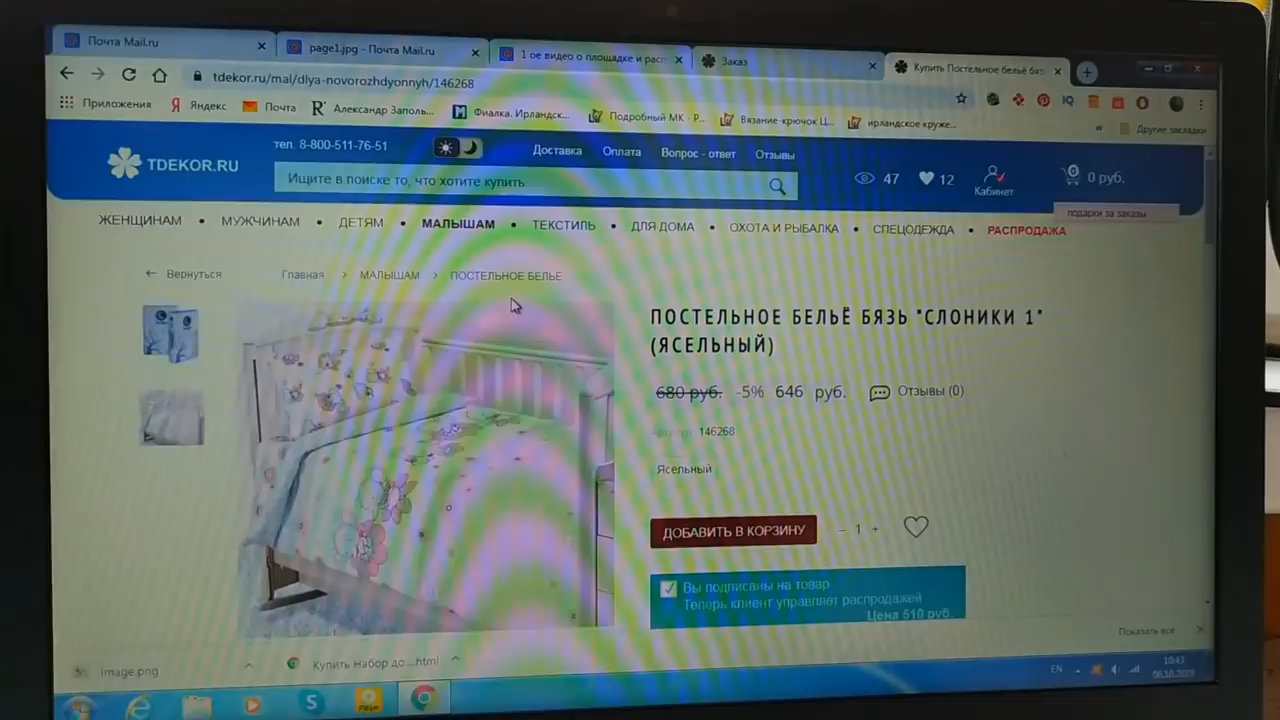 Почта Mail.ru
page1.jpg - Почта Mail.ru
1 ое видео о площадке и расп
Заказ
Купить Постельное бельё бязь
tdekor.ru/mal/dlya-novorozhdyonnyh/146268
Приложения
Яндекс
Почта
Александр Заполь...
Фиалка. Ирландск...
Подробный МК - Р...
Вязание-крючок Ц...
ирландское круже...
»
Другие закладки
TDEKOR.RU
тел. 8-800-511-76-51
Доставка
Оплата
Вопрос - ответ
Отзывы
Ищите в поиске то, что хотите купить
47
12
Кабинет
0
0 руб.
подарки за заказы
ЖЕНЩИНАМ • МУЖЧИНАМ • ДЕТЯМ • МАЛЫШАМ • ТЕКСТИЛЬ • ДЛЯ ДОМА • ОХОТА И РЫБАЛКА • СПЕЦОДЕЖДА • РАСПРОДАЖА
← Вернуться
Главная > МАЛЫШАМ > ПОСТЕЛЬНОЕ БЕЛЬЕ
ПОСТЕЛЬНОЕ БЕЛЬЁ БЯЗЬ "СЛОНИКИ 1"
(ЯСЕЛЬНЫЙ)
680 руб. -5% 646 руб.
Отзывы (0)
146268
Ясельный
ДОБАВИТЬ В КОРЗИНУ
– 1 +
Вы подписаны на товар
Теперь клиент управляет распродажей
Цена 510 руб.
Показать все
image.png
Купить Набор до....html
EN
10:43
06.10.2019